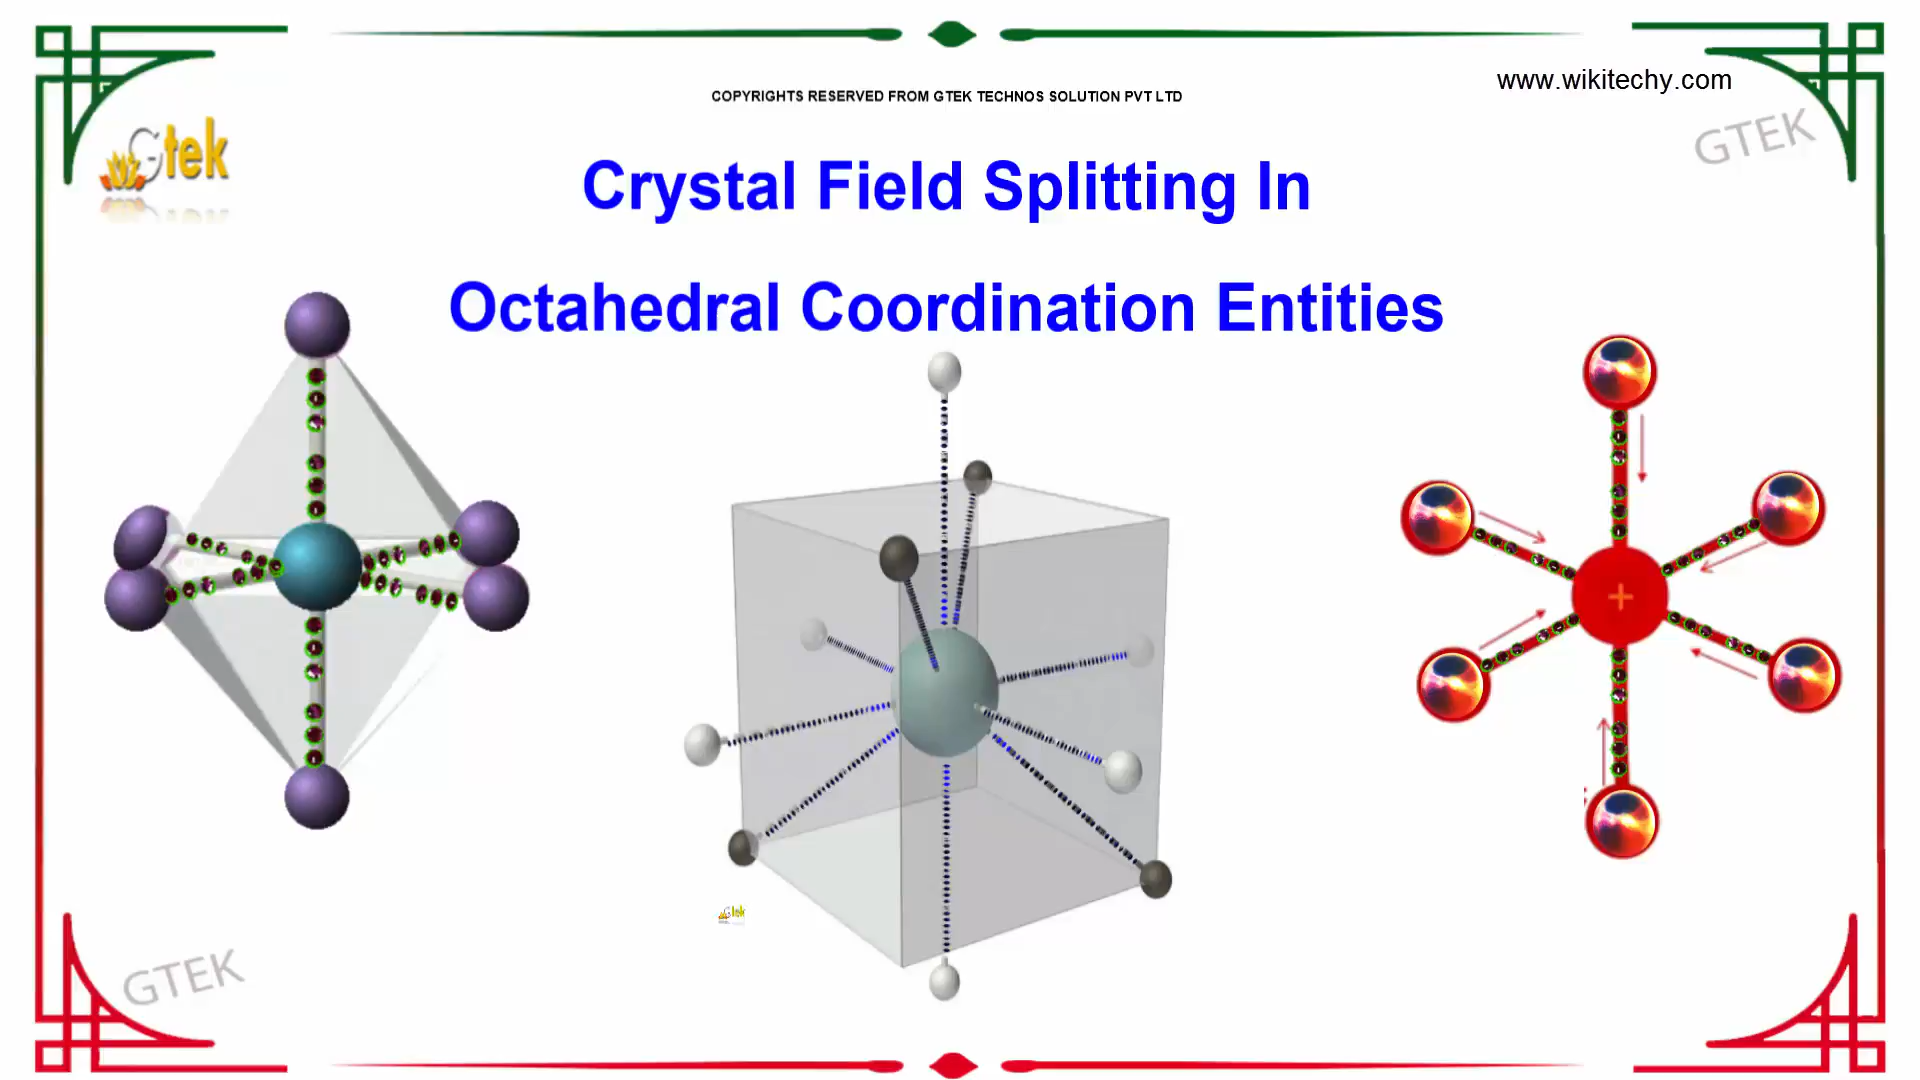 www.wikitechy.com
COPYRIGHTS RESERVED FROM GTEK TECHNOS SOLUTION PVT LTD
GTEK
Gtek
Crystal Field Splitting In
Octahedral Coordination Entities
+
Gtek
GTEK